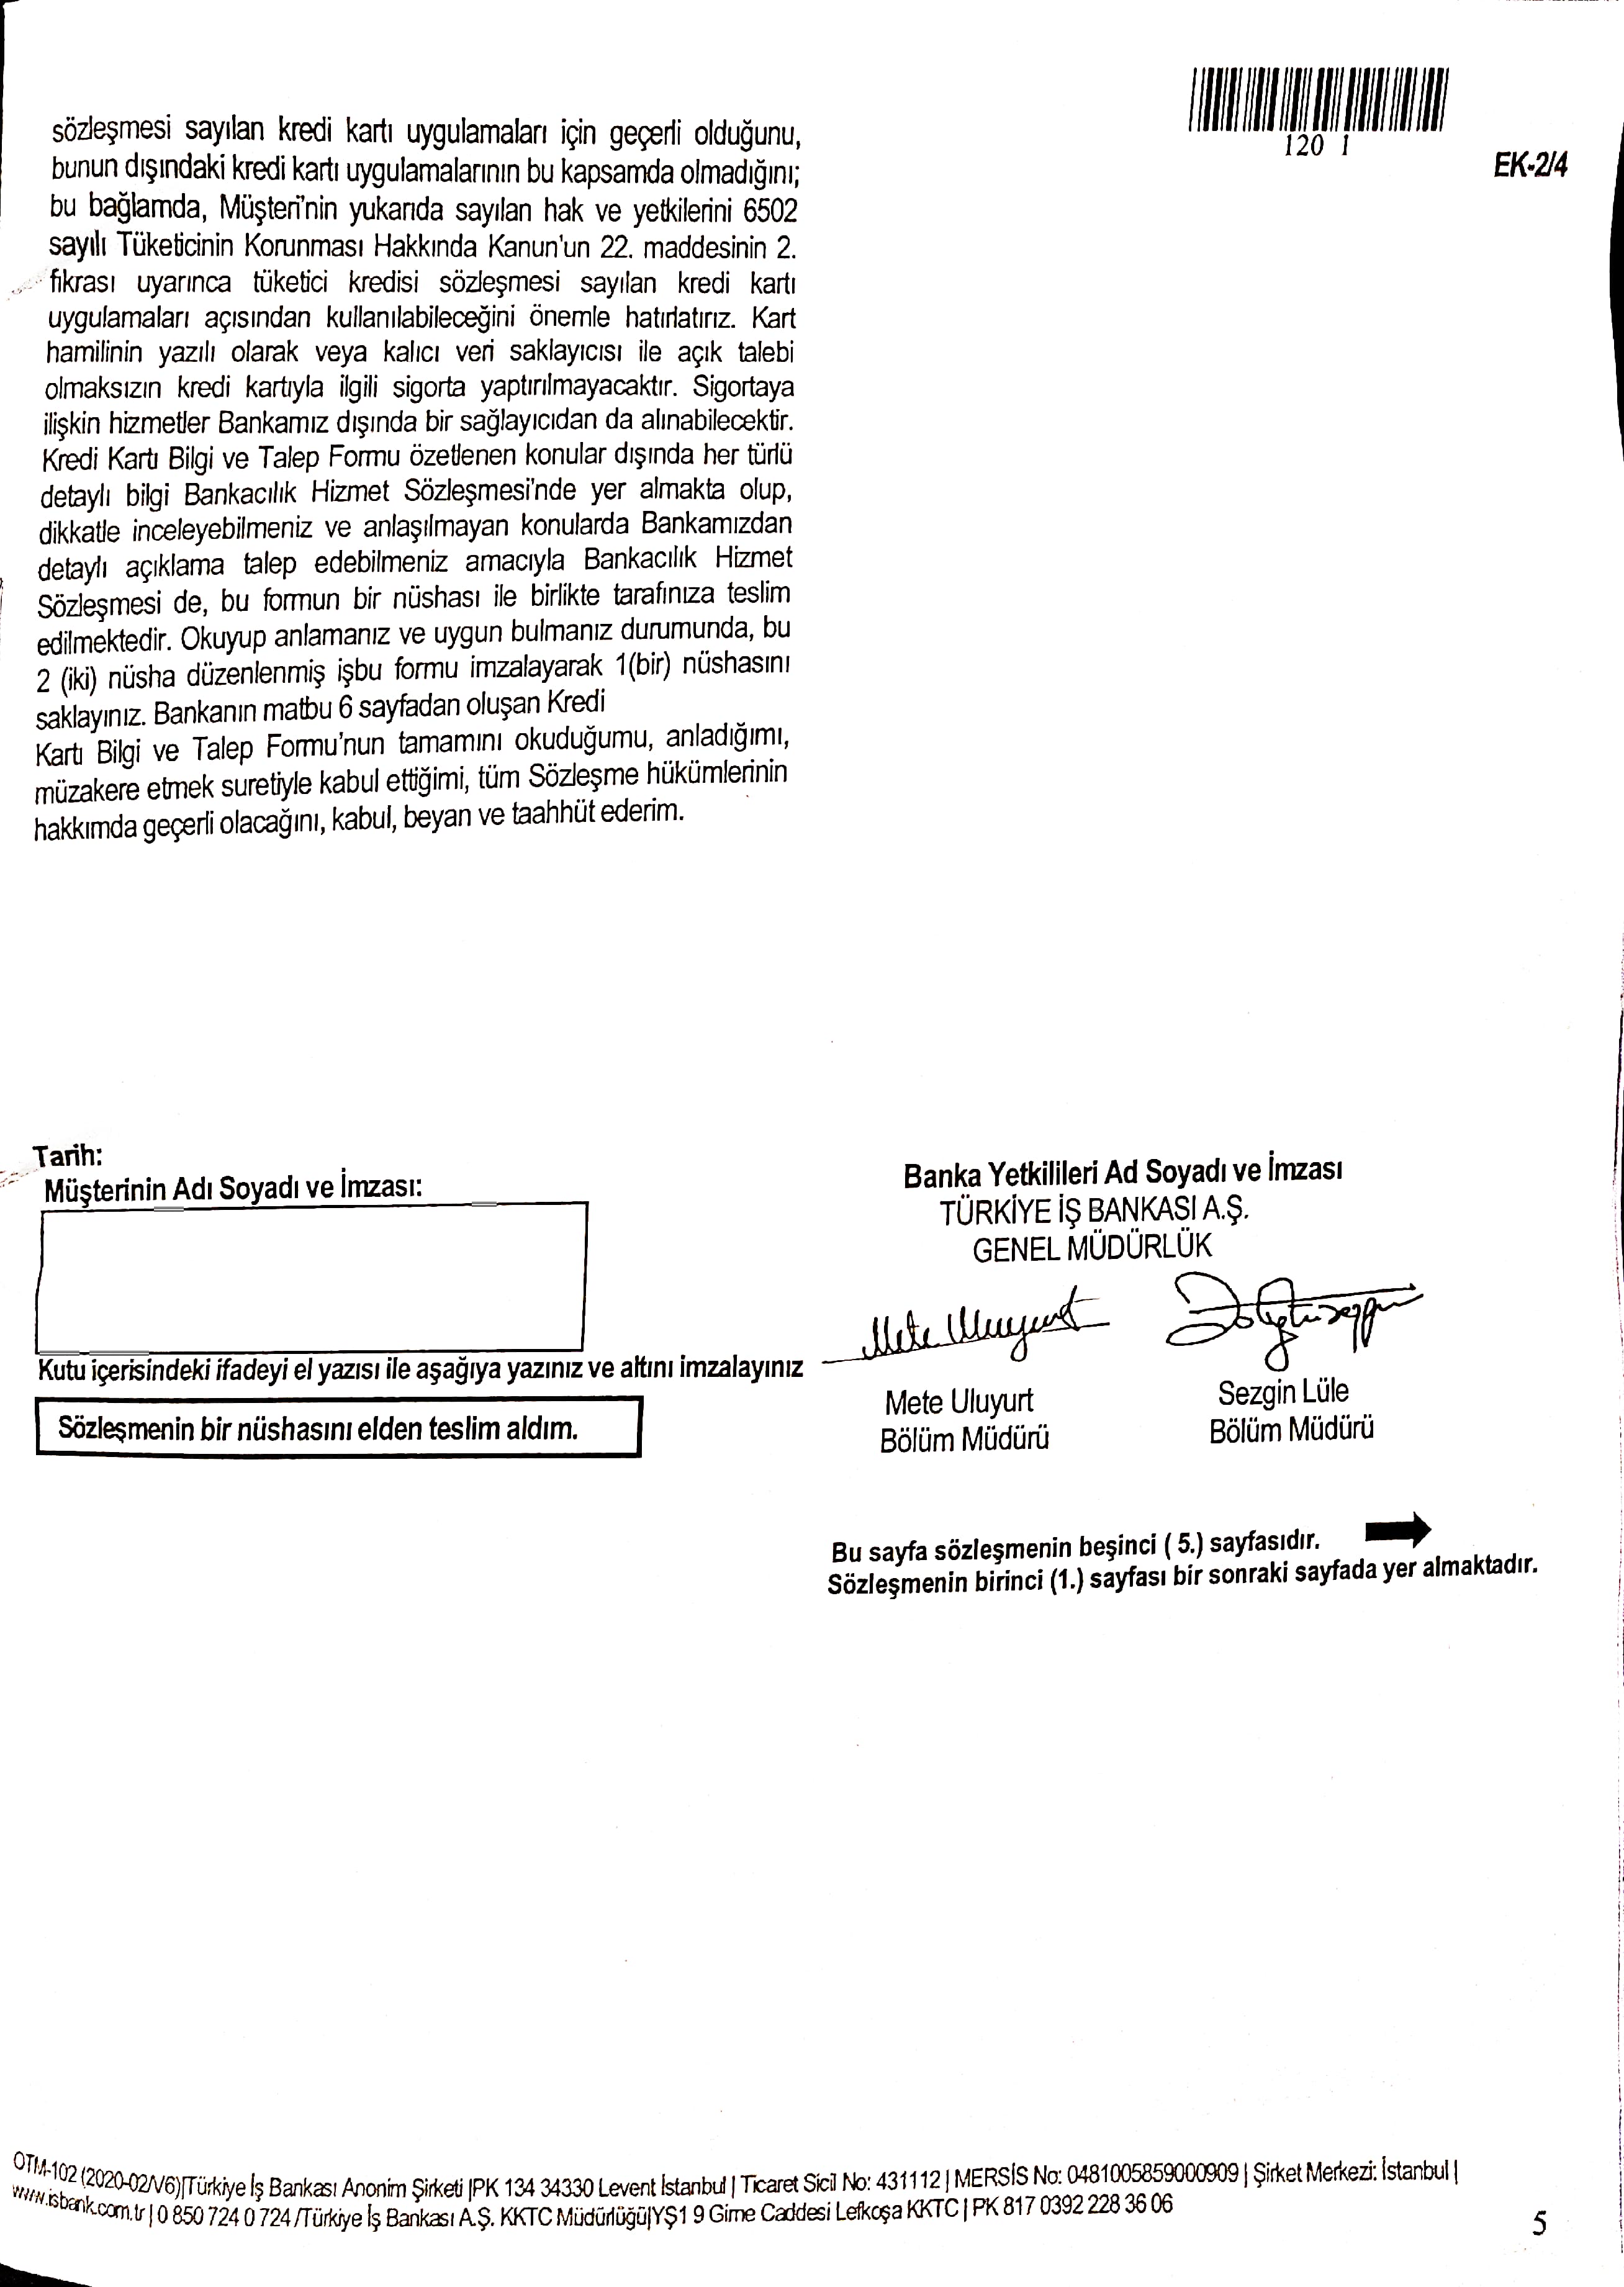 120 1
EK-2/4
sözleşmesi sayılan kredi kartı uygulamaları için geçerli olduğunu,
bunun dışındaki kredi kartı uygulamalarının bu kapsamda olmadığını;
bu bağlamda, Müşteri'nin yukarıda sayılan hak ve yetkilerini 6502
sayılı Tüketicinin Korunması Hakkında Kanun'un 22. maddesinin 2.
fıkrası uyarınca tüketici kredisi sözleşmesi sayılan kredi kartı
uygulamaları açısından kullanılabileceğini önemle hatırlatırız. Kart
hamilinin yazılı olarak veya kalıcı veri saklayıcısı ile açık talebi
olmaksızın kredi kartıyla ilgili sigorta yaptırılmayacaktır. Sigortaya
ilişkin hizmetler Bankamız dışında bir sağlayıcıdan da alınabilecektir.
Kredi Kartı Bilgi ve Talep Formu özetlenen konular dışında her türlü
detaylı bilgi Bankacılık Hizmet Sözleşmesi'nde yer almakta olup,
dikkatle inceleyebilmeniz ve anlaşılmayan konularda Bankamızdan
detaylı açıklama talep edebilmeniz amacıyla Bankacılık Hizmet
Sözleşmesi de, bu formun bir nüshası ile birlikte tarafınıza teslim
edilmektedir. Okuyup anlamanız ve uygun bulmanız durumunda, bu
2 (iki) nüsha düzenlenmiş işbu formu imzalayarak 1(bir) nüshasını
saklayınız. Bankanın matbu 6 sayfadan oluşan Kredi
Kartı Bilgi ve Talep Formu'nun tamamını okuduğumu, anladığımı,
müzakere etmek suretiyle kabul ettiğimi, tüm Sözleşme hükümlerinin
hakkımda geçerli olacağını, kabul, beyan ve taahhüt ederim.
Tarih:
Müşterinin Adı Soyadı ve İmzası:
Kutu içerisindeki ifadeyi el yazısı ile aşağıya yazınız ve altını imzalayınız
Sözleşmenin bir nüshasını elden teslim aldım.
Banka Yetkilileri Ad Soyadı ve İmzası
TÜRKİYE İŞ BANKASI A.Ş.
GENEL MÜDÜRLÜK
Mete Uluyurt
Mete Uluyurt
Bölüm Müdürü
Sezgin Lüle
Bölüm Müdürü
Bu sayfa sözleşmenin beşinci ( 5.) sayfasıdır.
Sözleşmenin birinci (1.) sayfası bir sonraki sayfada yer almaktadır.
OTM-102 (2020-02/V6)|Türkiye İş Bankası Anonim Şirketi |PK 134 34330 Levent İstanbul | Ticaret Sicil No: 431112 | MERSİS No: 0481005859000909 | Şirket Merkezi: İstanbul |
www.isbank.com.tr | 0 850 724 0 724 /Türkiye İş Bankası A.Ş. KKTC Müdürlüğü|YŞ1 9 Girne Caddesi Lefkoşa KKTC | PK 817 0392 228 36 06
5